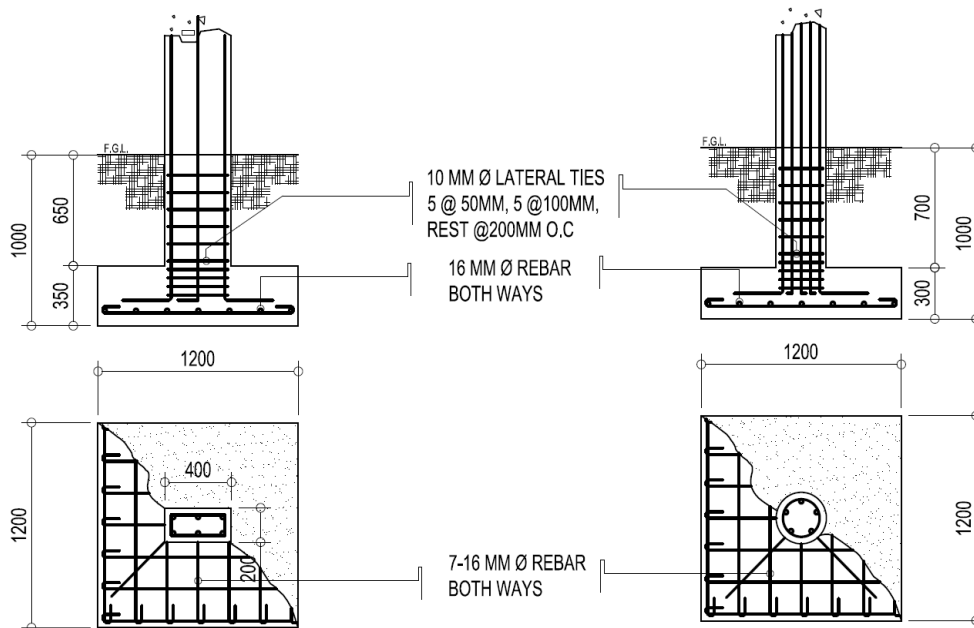 F.G.L.
F.G.L.
10 MM Ø LATERAL TIES
5 @ 50MM, 5 @100MM,
REST @200MM O.C
16 MM Ø REBAR
BOTH WAYS
1000
650
350
700
300
1000
1200
1200
1200
400
200
7-16 MM Ø REBAR
BOTH WAYS
1200